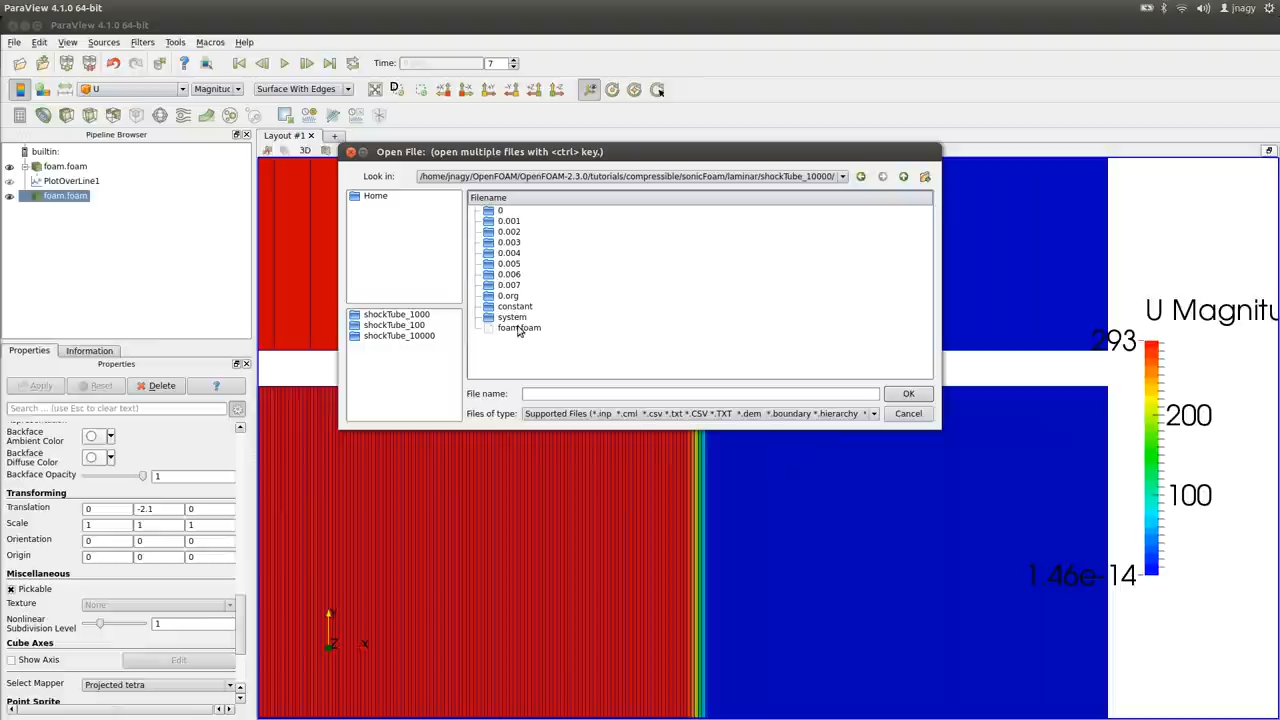 ParaView 4.1.0 64-bit
jnagy
ParaView 4.1.0 64-bit
File Edit View Sources Filters Tools Macros Help
Time: 7
U Magnitu Surface With Edges
Pipeline Browser
Layout #1
3D
builtin:
foam.foam
PlotOverLine1
foam.foam
Open File: (open multiple files with <ctrl> key.)
Look in: /home/jnagy/OpenFOAM/OpenFOAM-2.3.0/tutorials/compressible/sonicFoam/laminar/shockTube_10000/
Home
shockTube_1000
shockTube_100
shockTube_10000
Filename
0
0.001
0.002
0.003
0.004
0.005
0.006
0.007
0.org
constant
system
foam.foam
File name: OK
Files of type: Supported Files (*.inp *.cml *.csv *.txt *.CSV *.TXT *.dem *.boundary *.hierarchy * Cancel
Properties Information
Properties
Apply Reset Delete ?
Search ... (use Esc to clear text)
Backface
Ambient Color
Backface
Diffuse Color
Backface Opacity 1
Transforming
Translation 0 -2.1 0
Scale 1 1 1
Orientation 0 0 0
Origin 0 0 0
Miscellaneous
Pickable
Texture None
Nonlinear
Subdivision Level 1
Cube Axes
Show Axis Edit
Select Mapper Projected tetra
Point Sprite
Y
Z X
U Magnitu
293
200
100
1.46e-14